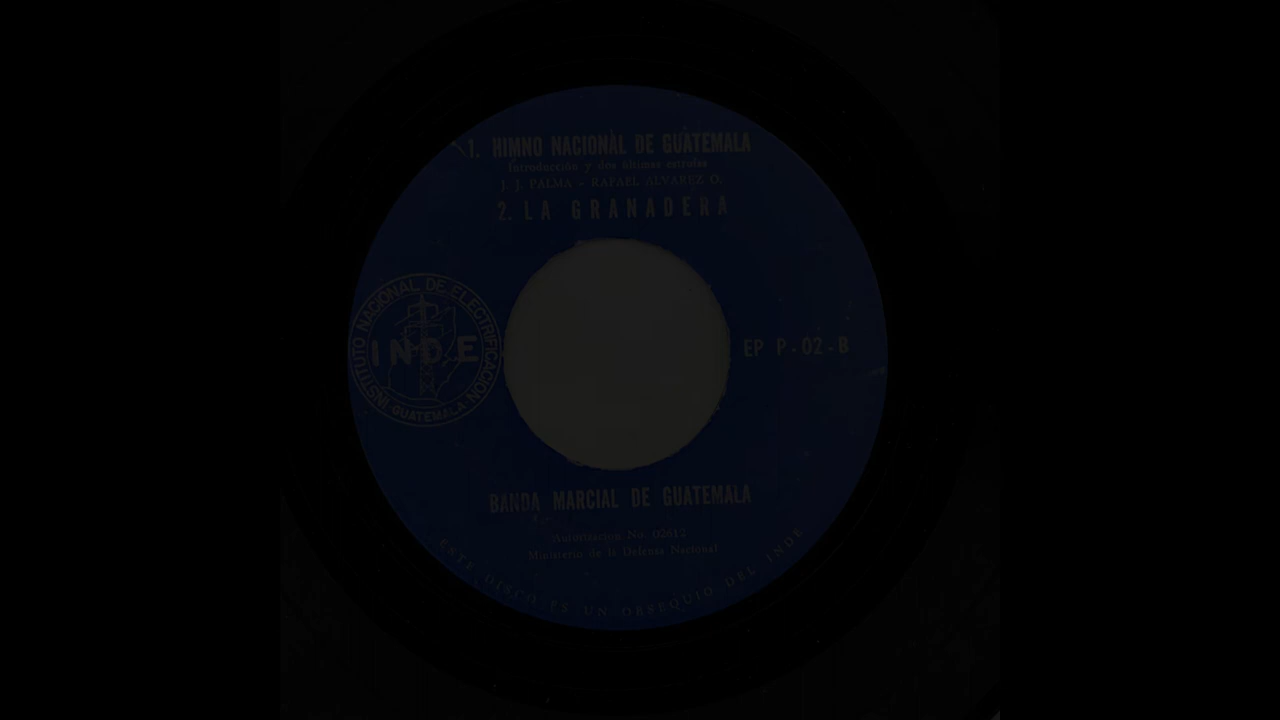 1. HIMNO NACIONAL DE GUATEMALA
Introducción y dos últimas estrofas
J. J. PALMA - RAFAEL ALVAREZ O.
2. LA GRANADERA
INSTITUTO NACIONAL DE ELECTRIFICACION
INDE
-GUATEMALA-
EP P-02-B
BANDA MARCIAL DE GUATEMALA
Autorización No. 02612
Ministerio de la Defensa Nacional
ESTE DISCO ES UN OBSEQUIO DEL INDE